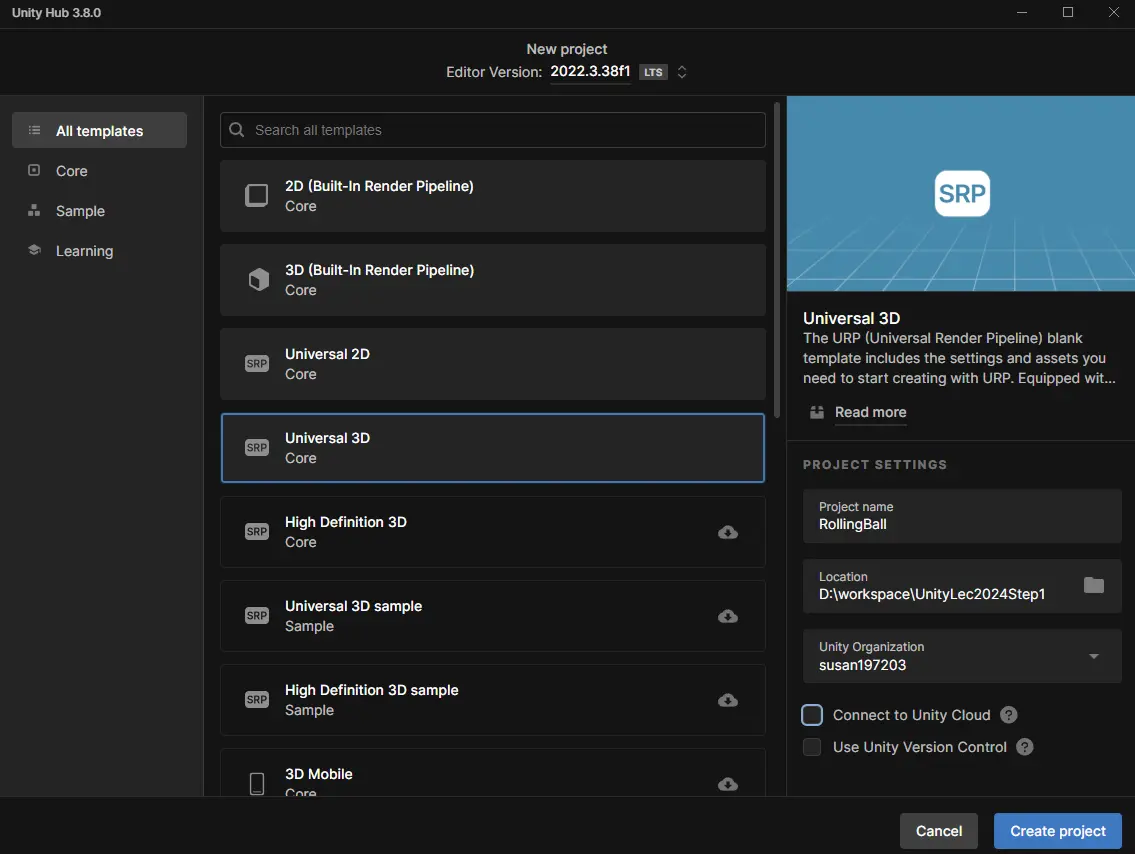 Unity Hub 3.8.0
New project
Editor Version: 2022.3.38f1 LTS
All templates
Core
Sample
Learning
Search all templates
2D (Built-In Render Pipeline)
Core
3D (Built-In Render Pipeline)
Core
SRP
Universal 2D
Core
SRP
Universal 3D
Core
SRP
High Definition 3D
Core
SRP
Universal 3D sample
Sample
SRP
High Definition 3D sample
Sample
3D Mobile
Core
SRP
Universal 3D
The URP (Universal Render Pipeline) blank
template includes the settings and assets you
need to start creating with URP. Equipped wit...
Read more
PROJECT SETTINGS
Project name
RollingBall
Location
D:\workspace\UnityLec2024Step1
Unity Organization
susan197203
Connect to Unity Cloud ?
Use Unity Version Control ?
Cancel
Create project